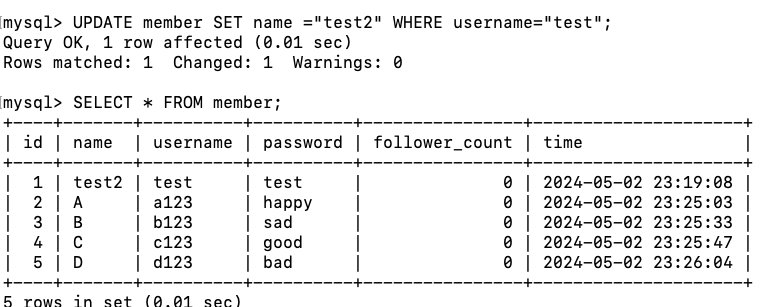 mysql> UPDATE member SET name ="test2" WHERE username="test";
Query OK, 1 row affected (0.01 sec)
Rows matched: 1  Changed: 1  Warnings: 0
mysql> SELECT * FROM member;
+----+-------+----------+----------+----------------+---------------------+
| id | name  | username | password | follower_count | time                |
+----+-------+----------+----------+----------------+---------------------+
|  1 | test2 | test     | test     |              0 | 2024-05-02 23:19:08 |
|  2 | A     | a123     | happy    |              0 | 2024-05-02 23:25:03 |
|  3 | B     | b123     | sad      |              0 | 2024-05-02 23:25:33 |
|  4 | C     | c123     | good     |              0 | 2024-05-02 23:25:47 |
|  5 | D     | d123     | bad      |              0 | 2024-05-02 23:26:04 |
+----+-------+----------+----------+----------------+---------------------+
5 rows in set (0.01 sec)